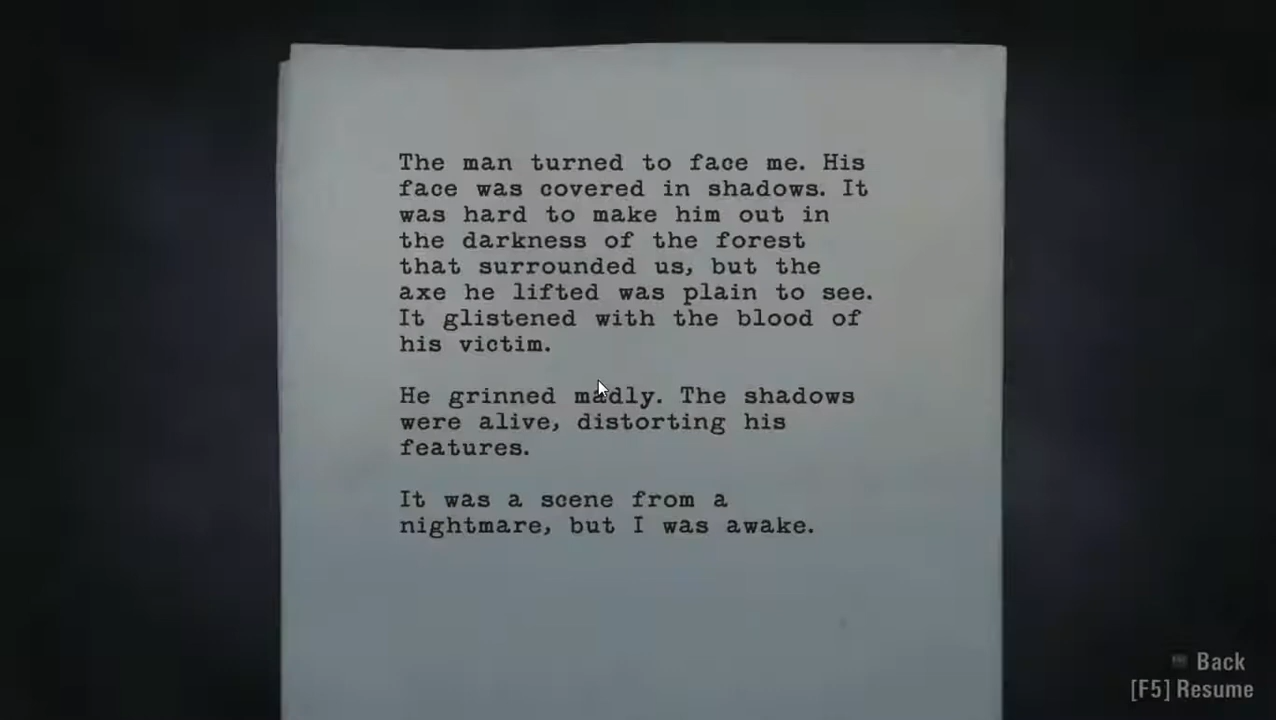 The man turned to face me. His
face was covered in shadows. It
was hard to make him out in
the darkness of the forest
that surrounded us, but the
axe he lifted was plain to see.
It glistened with the blood of
his victim.
He grinned madly. The shadows
were alive, distorting his
features.
It was a scene from a
nightmare, but I was awake.
Back
[F5] Resume